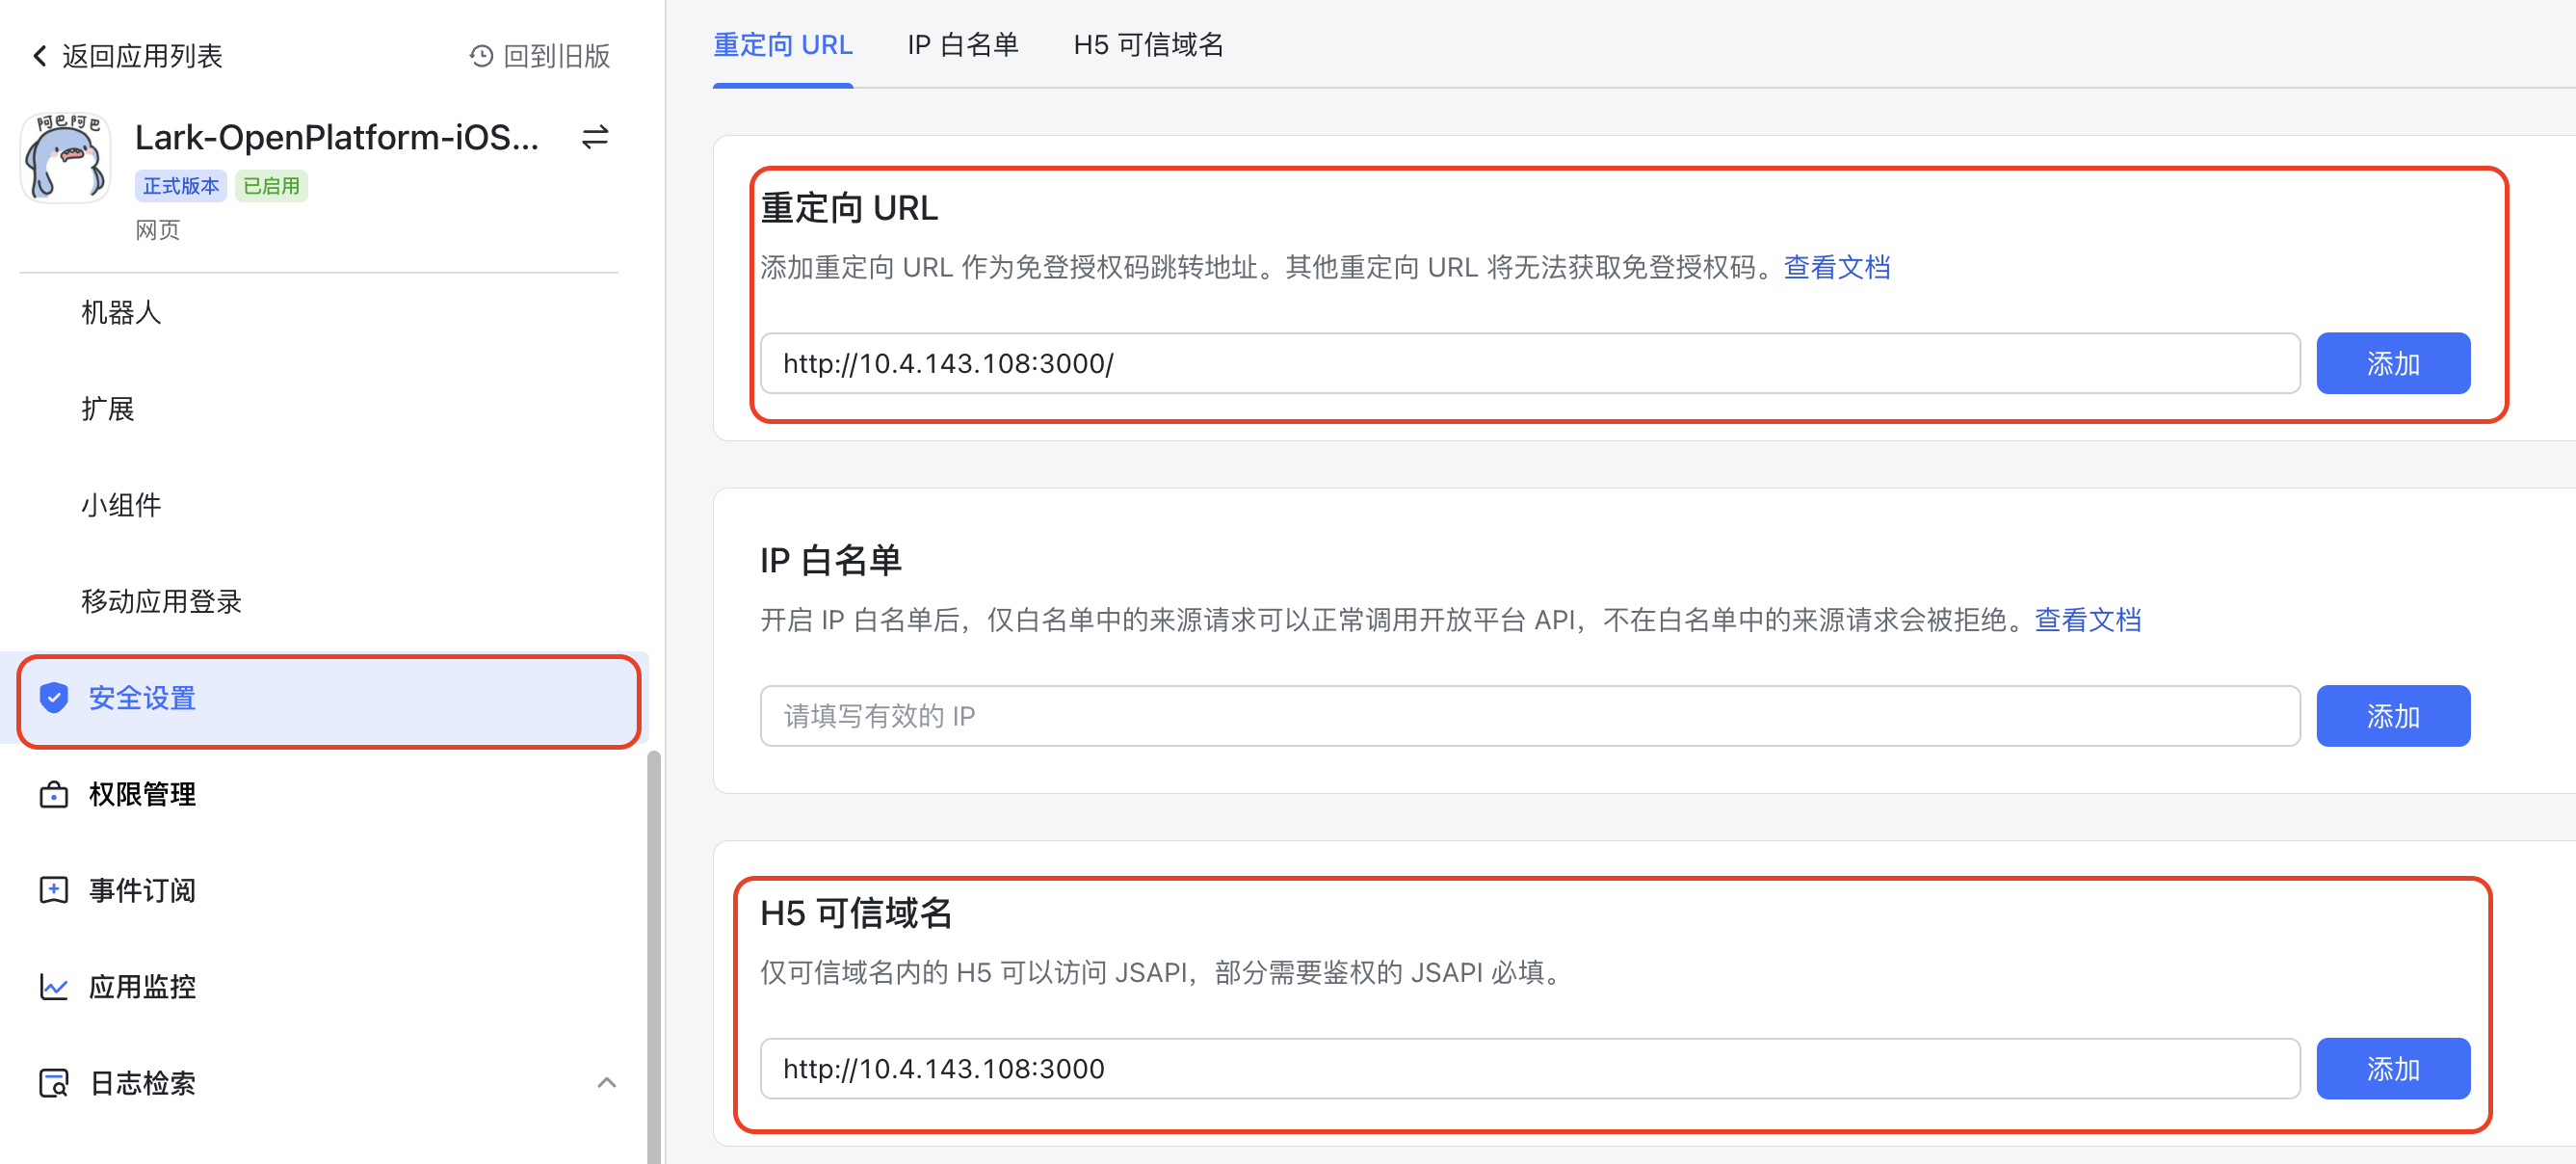 返回应用列表
回到旧版
阿巴阿巴
Lark-OpenPlatform-iOS...
正式版本
已启用
网页
机器人
扩展
小组件
移动应用登录
安全设置
权限管理
事件订阅
应用监控
日志检索
重定向 URL
IP 白名单
H5 可信域名
重定向 URL
添加重定向 URL 作为免登授权码跳转地址。其他重定向 URL 将无法获取免登授权码。查看文档
http://10.4.143.108:3000/
添加
IP 白名单
开启 IP 白名单后，仅白名单中的来源请求可以正常调用开放平台 API，不在白名单中的来源请求会被拒绝。查看文档
请填写有效的 IP
添加
H5 可信域名
仅可信域名内的 H5 可以访问 JSAPI，部分需要鉴权的 JSAPI 必填。
http://10.4.143.108:3000
添加